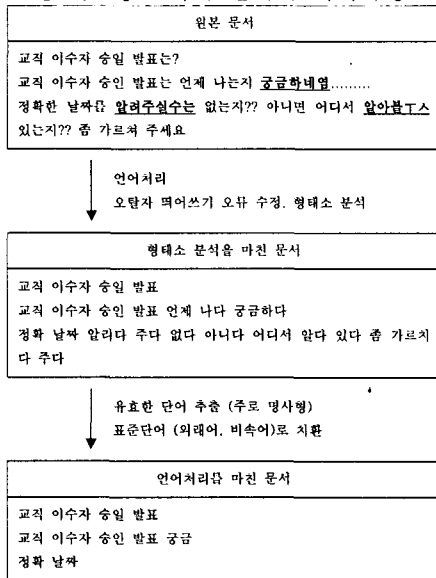 원본 문서
교직 이수자 승일 발표는?
교직 이수자 승인 발표는 언제 나는지 궁금하네염.........
정확한 날짜를 알려주실수는 없는지?? 아니면 어디서 알아볼ㅜ스
있는지?? 좀 가르쳐 주세요
언어처리
오탈자 띄어쓰기 오류 수정, 형태소 분석
형태소 분석을 마친 문서
교직 이수자 승일 발표
교직 이수자 승인 발표 언제 나다 궁금하다
정확 날짜 알리다 주다 없다 아니다 어디서 알다 있다 좀 가르치
다 주다
유효한 단어 추출 (주로 명사형)
표준단어 (외래어, 비속어)로 치환
언어처리를 마친 문서
교직 이수자 승일 발표
교직 이수자 승인 발표 궁금
정확 날짜